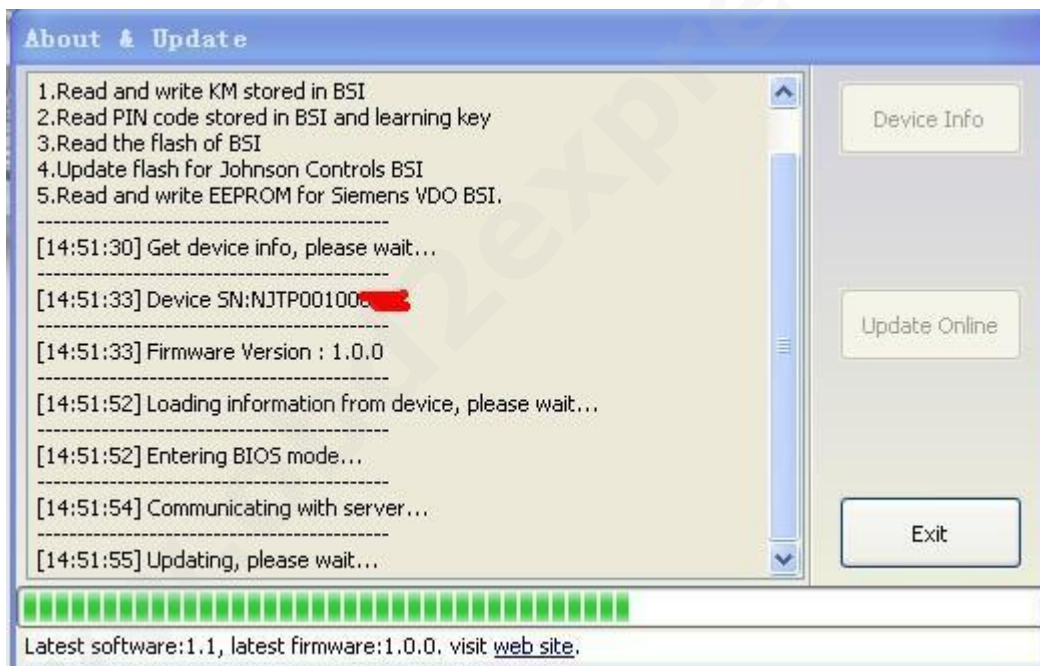 About & Update
1.Read and write KM stored in BSI
2.Read PIN code stored in BSI and learning key
3.Read the flash of BSI
4.Update flash for Johnson Controls BSI
5.Read and write EEPROM for Siemens VDO BSI.
----------------------------------------------
[14:51:30] Get device info, please wait...
----------------------------------------------
[14:51:33] Device SN:NJTP00100
----------------------------------------------
[14:51:33] Firmware Version : 1.0.0
----------------------------------------------
[14:51:52] Loading information from device, please wait...
----------------------------------------------
[14:51:52] Entering BIOS mode...
----------------------------------------------
[14:51:54] Communicating with server...
----------------------------------------------
[14:51:55] Updating, please wait...
Device Info
Update Online
Exit
Latest software:1.1, latest firmware:1.0.0. visit web site.